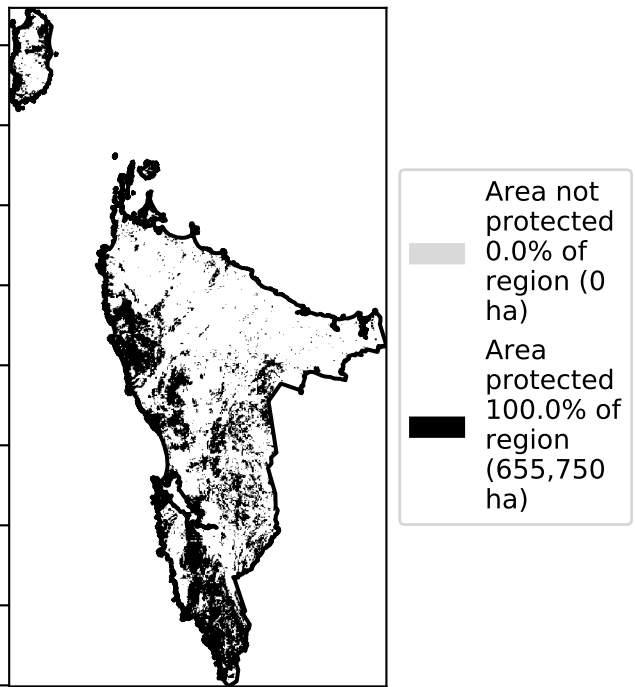 Area not
protected
0.0% of
region (0
ha)
Area
protected
100.0% of
region
(655,750
ha)